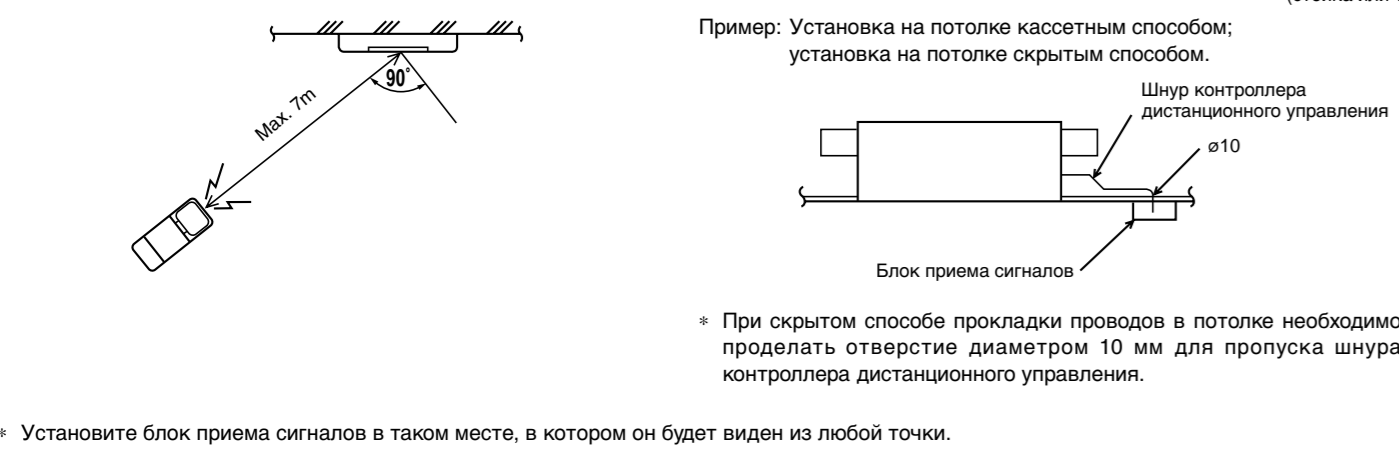 Max. 7m
90°
Пример: Установка на потолке кассетным способом;
установка на потолке скрытым способом.
Шнур контроллера
дистанционного управления
ø10
Блок приема сигналов
* При скрытом способе прокладки проводов в потолке необходимо
проделать отверстие диаметром 10 мм для пропуска шнура
контроллера дистанционного управления.
* Установите блок приема сигналов в таком месте, в котором он будет виден из любой точки.